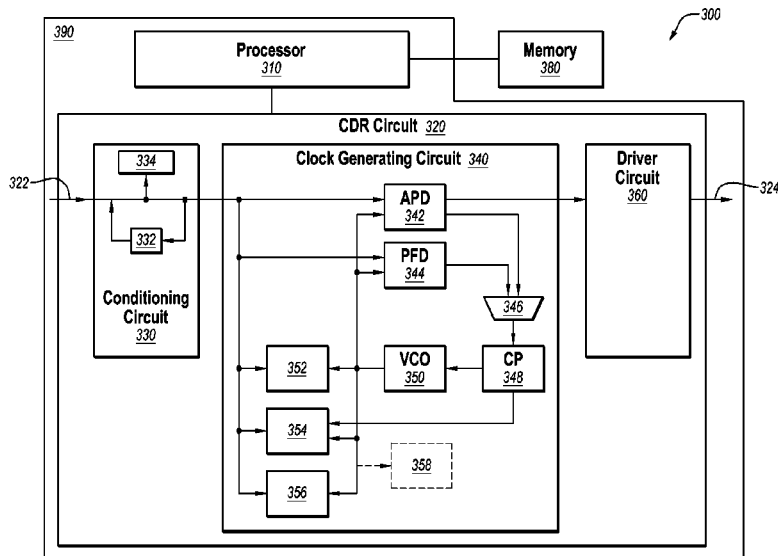 300
390
Processor
310
Memory
380
CDR Circuit 320
322
334
332
Conditioning
Circuit
330
Clock Generating Circuit 340
APD
342
PFD
344
346
VCO
350
CP
348
352
354
356
358
Driver
Circuit
360
324